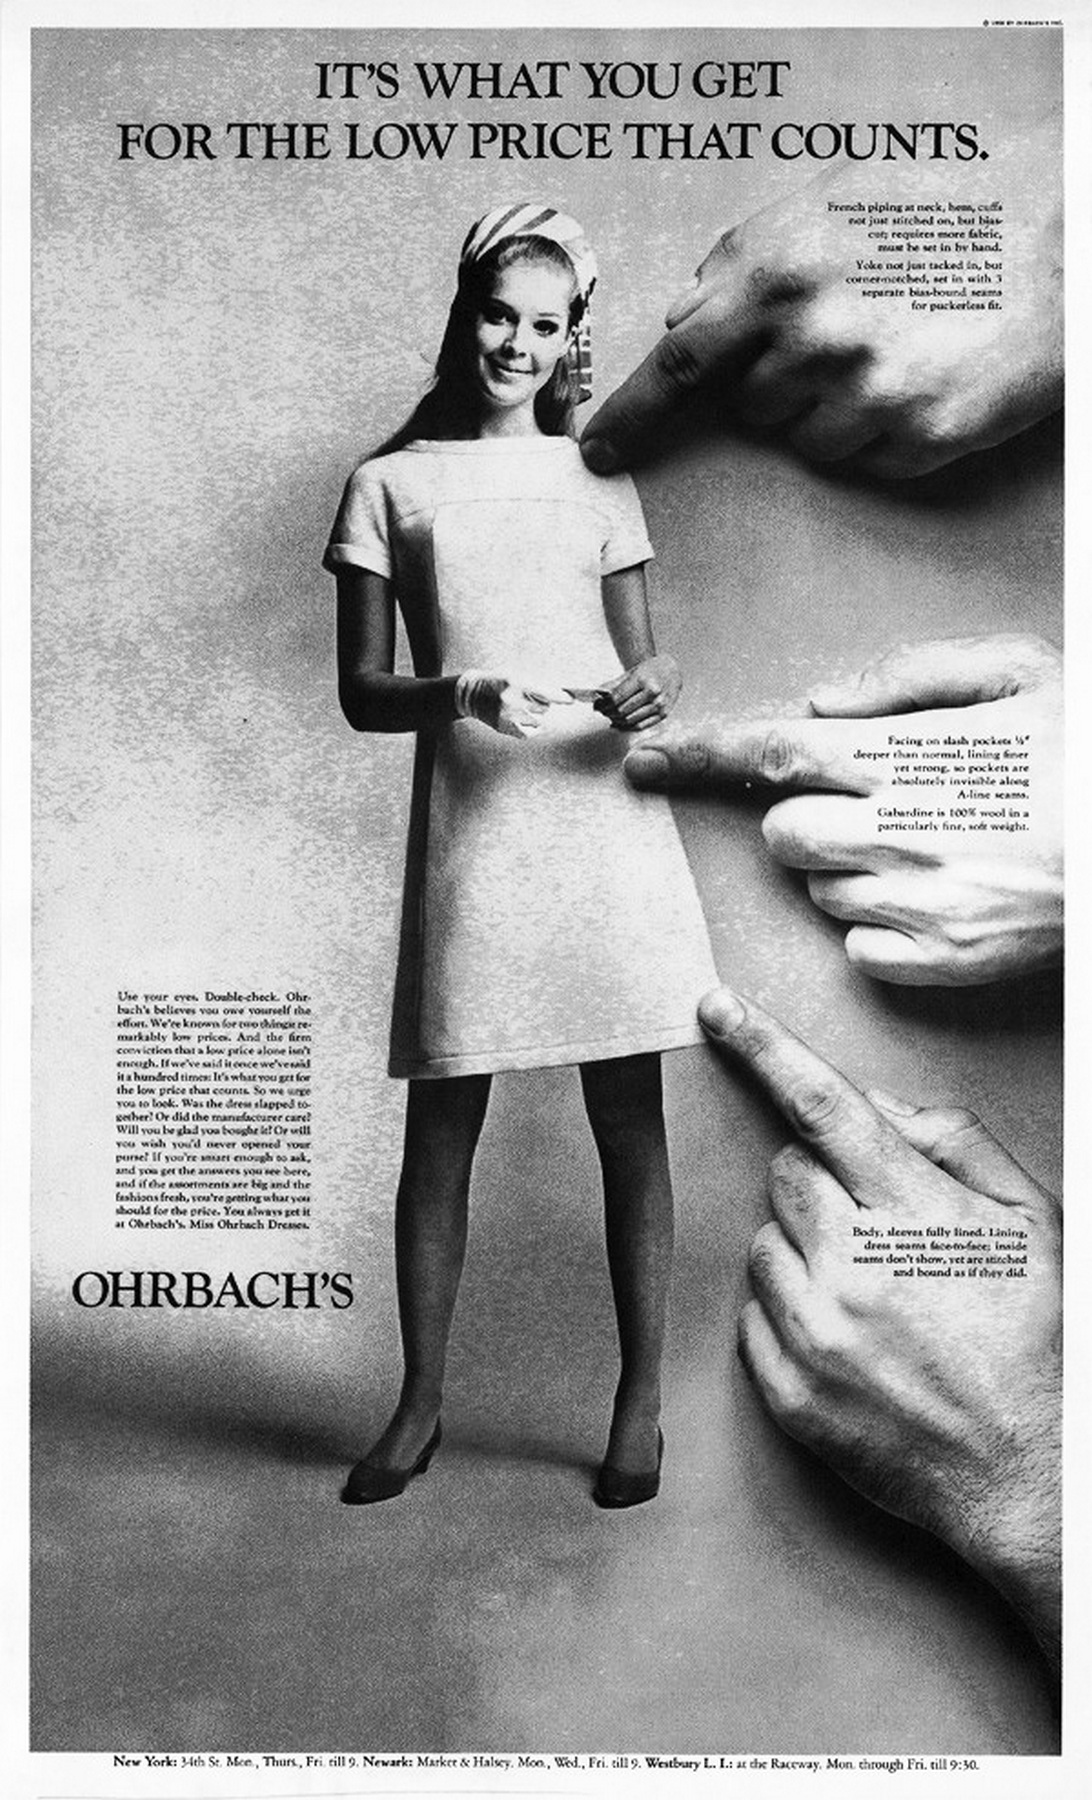 IT'S WHAT YOU GET
FOR THE LOW PRICE THAT COUNTS.
French piping at neck, hem, cuffs
not just stitched on, but bias-
cut; requires more fabric,
must be set in by hand.
Yoke not just tacked in, but
corner-notched, set in with 3
separate bias-bound seams
for puckerless fit.
Facing on slash pockets ½"
deeper than normal, lining finer
yet strong, so pockets are
absolutely invisible along
A-line seams.
Gabardine is 100% wool in a
particularly fine, soft weight.
Use your eyes. Double-check. Ohr-
bach's believes you owe yourself the
effort. We're known for two things: re-
markably low prices. And the firm
conviction that a low price alone isn't
enough. If we've said it once we've said
it a hundred times: It's what you get for
the low price that counts. So we urge
you to look. Was the dress slapped to-
gether? Or did the manufacturer care?
Will you be glad you bought it? Or will
you wish you'd never opened your
purse? If you're smart enough to ask,
and you get the answers you see here,
and if the assortments are big and the
fashions fresh, you're getting what you
should for the price. You always get it
at Ohrbach's. Miss Ohrbach Dresses.
Body, sleeves fully lined. Lining,
dress seams face-to-face; inside
seams don't show, yet are stitched
and bound as if they did.
OHRBACH'S
New York: 34th St. Mon., Thurs., Fri. till 9. Newark: Market & Halsey. Mon., Wed., Fri. till 9. Westbury L. I.: at the Raceway. Mon. through Fri. till 9:30.